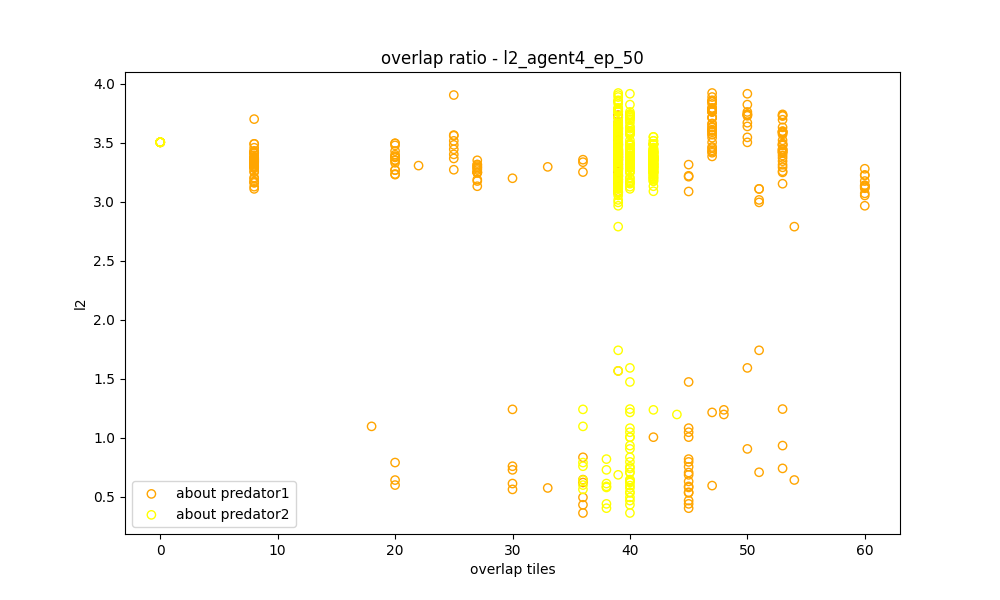 overlap ratio - l2_agent4_ep_50
4.0
3.5
3.0
2.5
2.0
1.5
1.0
0.5
l2
about predator1
about predator2
0 10 20 30 40 50 60
overlap tiles